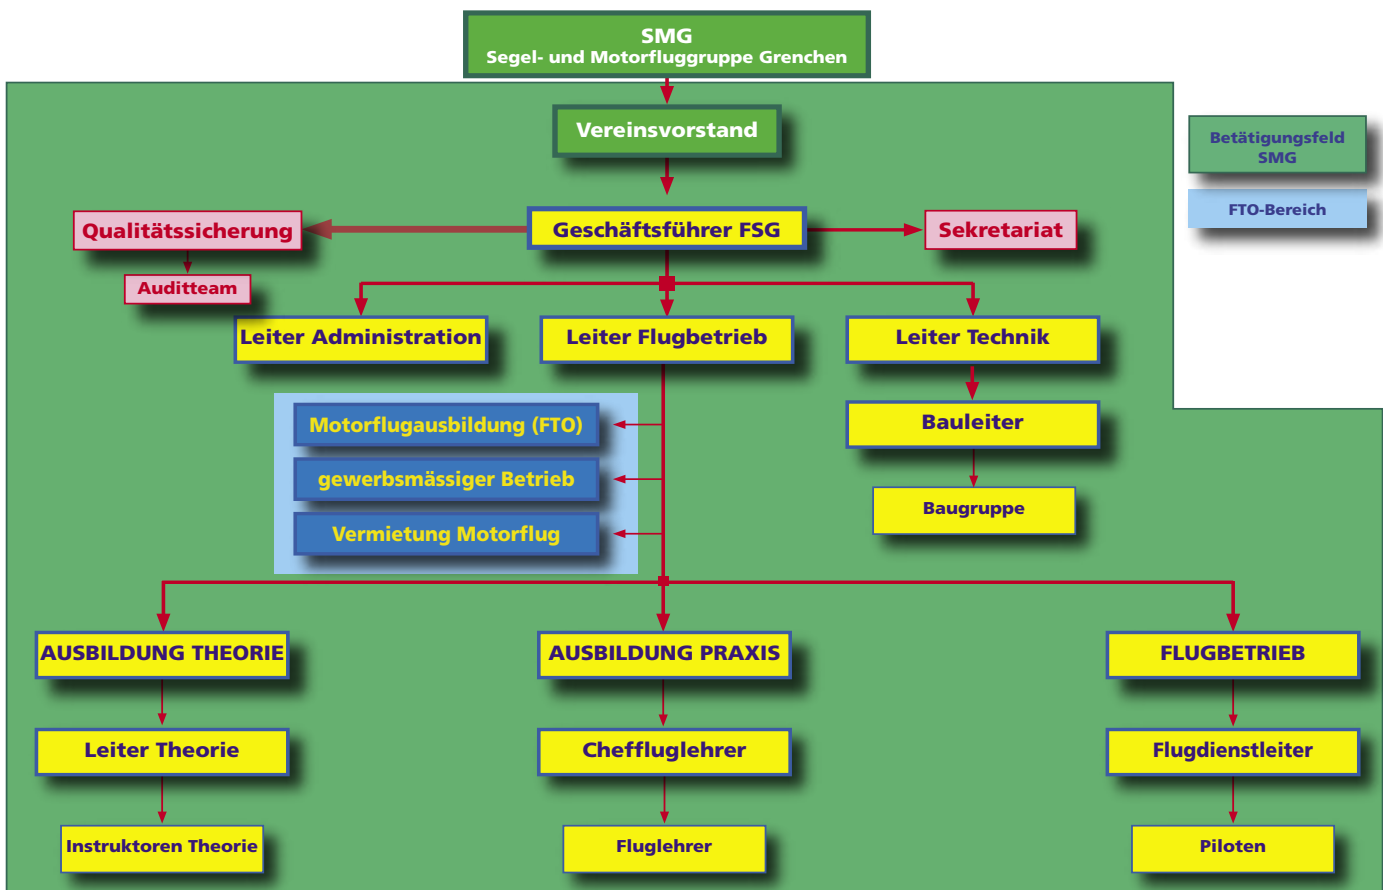 SMG
Segel- und Motorfluggruppe Grenchen
Vereinsvorstand
Betätigungsfeld
SMG
FTO-Bereich
Qualitätssicherung
Geschäftsführer FSG
Sekretariat
Auditteam
Leiter Administration
Leiter Flugbetrieb
Leiter Technik
Motorflugausbildung (FTO)
Bauleiter
gewerbsmässiger Betrieb
Baugruppe
Vermietung Motorflug
AUSBILDUNG THEORIE
AUSBILDUNG PRAXIS
FLUGBETRIEB
Leiter Theorie
Cheffluglehrer
Flugdienstleiter
Instruktoren Theorie
Fluglehrer
Piloten